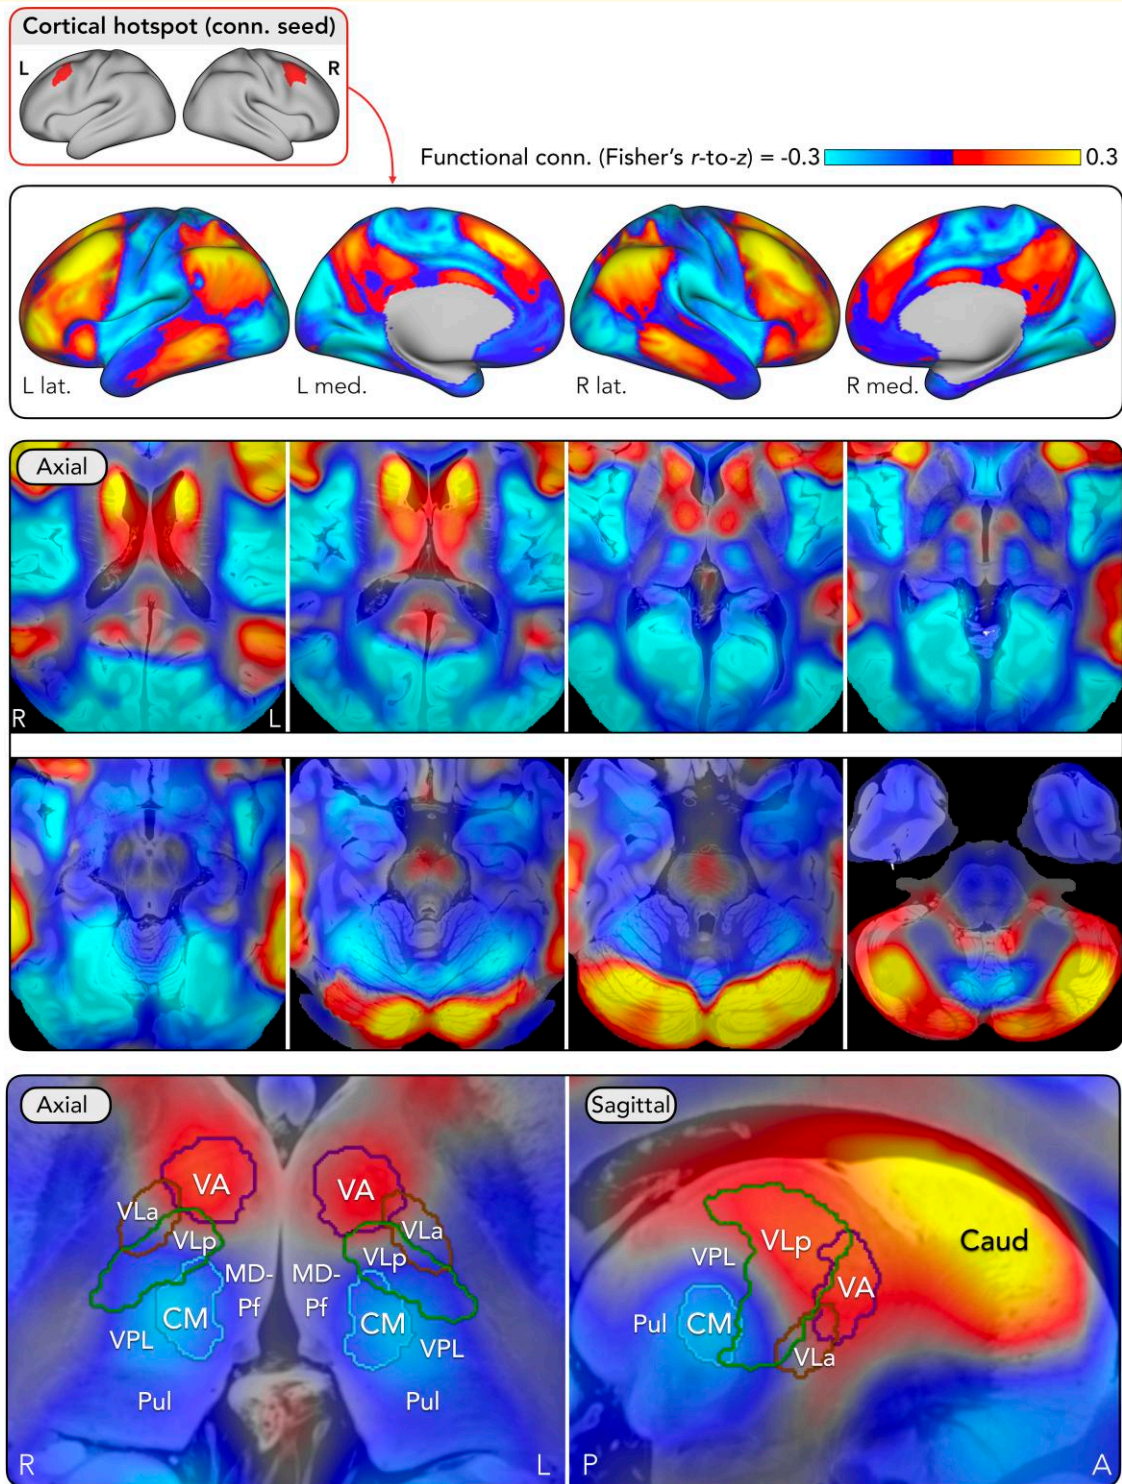 Cortical hotspot (conn. seed)
L R
Functional conn. (Fisher's r-to-z) = -0.3 0.3
L lat. L med. R lat. R med.
Axial
R L
Axial Sagittal
VA VA
VLa VLa
VLp VLp
MD-Pf MD-Pf
CM CM
VPL VPL
Pul Pul
R L
VLp
VPL
Caud
VA
Pul CM
VLa
P A